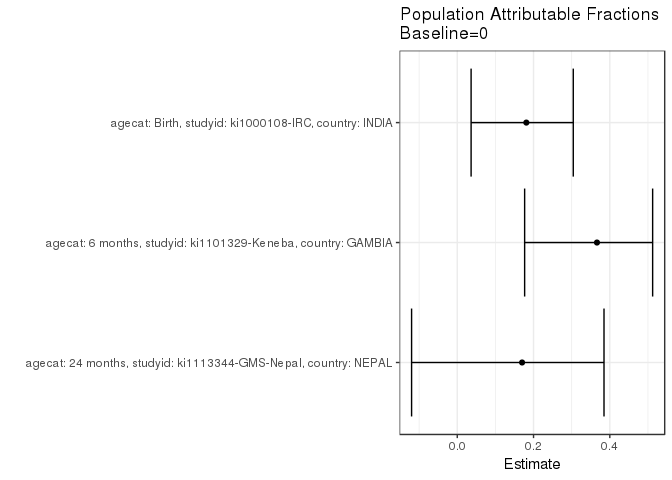 Population Attributable Fractions
Baseline=0
agecat: Birth, studyid: ki1000108-IRC, country: INDIA
agecat: 6 months, studyid: ki1101329-Keneba, country: GAMBIA
agecat: 24 months, studyid: ki1113344-GMS-Nepal, country: NEPAL
0.0 0.2 0.4
Estimate